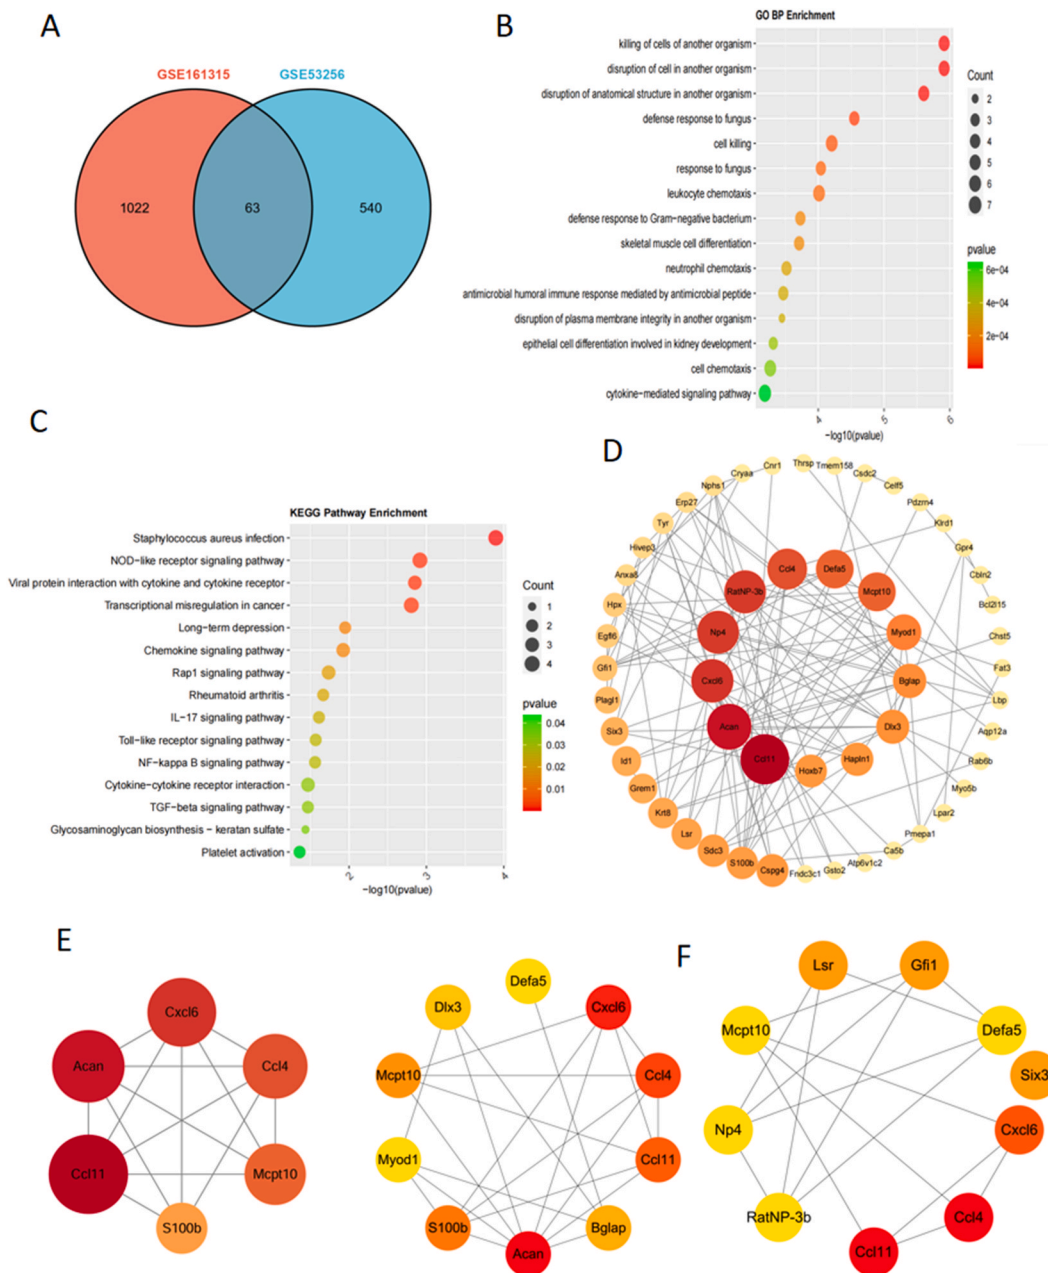 A
GSE161315
GSE53256
1022
63
540
B
GO BP Enrichment
killing of cells of another organism
disruption of cell in another organism
disruption of anatomical structure in another organism
defense response to fungus
cell killing
response to fungus
leukocyte chemotaxis
defense response to Gram−negative bacterium
skeletal muscle cell differentiation
neutrophil chemotaxis
antimicrobial humoral immune response mediated by antimicrobial peptide
disruption of plasma membrane integrity in another organism
epithelial cell differentiation involved in kidney development
cell chemotaxis
cytokine−mediated signaling pathway
4
5
6
−log10(pvalue)
Count
2
3
4
5
6
7
pvalue
6e−04
4e−04
2e−04
C
KEGG Pathway Enrichment
Staphylococcus aureus infection
NOD−like receptor signaling pathway
Viral protein interaction with cytokine and cytokine receptor
Transcriptional misregulation in cancer
Long−term depression
Chemokine signaling pathway
Rap1 signaling pathway
Rheumatoid arthritis
IL−17 signaling pathway
Toll−like receptor signaling pathway
NF−kappa B signaling pathway
Cytokine−cytokine receptor interaction
TGF−beta signaling pathway
Glycosaminoglycan biosynthesis − keratan sulfate
Platelet activation
2
3
4
−log10(pvalue)
Count
1
2
3
4
pvalue
0.04
0.03
0.02
0.01
D
Thrsp
Tmem158
Csdc2
Celf5
Pdzrn4
Klrd1
Gpr4
Cbln2
Bcl2l15
Chst5
Fat3
Lbp
Aqp12a
Rab6b
Myo5b
Lpar2
Pmepa1
Ca5b
Atp6v1c2
Gsto2
Fndc3c1
Cspg4
S100b
Sdc3
Lsr
Krt8
Grem1
Id1
Six3
Plagl1
Gfi1
Egfl6
Hpx
Anxa8
Hivep3
Tyr
Erp27
Nphs1
Cryaa
Cnr1
Ccl4
Defa5
Mcpt10
Myod1
Bglap
Dlx3
Hapln1
Hoxb7
Ccl11
Acan
Cxcl6
Np4
RatNP-3b
E
Cxcl6
Acan
Ccl4
Ccl11
Mcpt10
S100b
Defa5
Dlx3
Cxcl6
Mcpt10
Ccl4
Myod1
Ccl11
S100b
Bglap
Acan
F
Lsr
Gfi1
Mcpt10
Defa5
Six3
Np4
Cxcl6
RatNP-3b
Ccl4
Ccl11